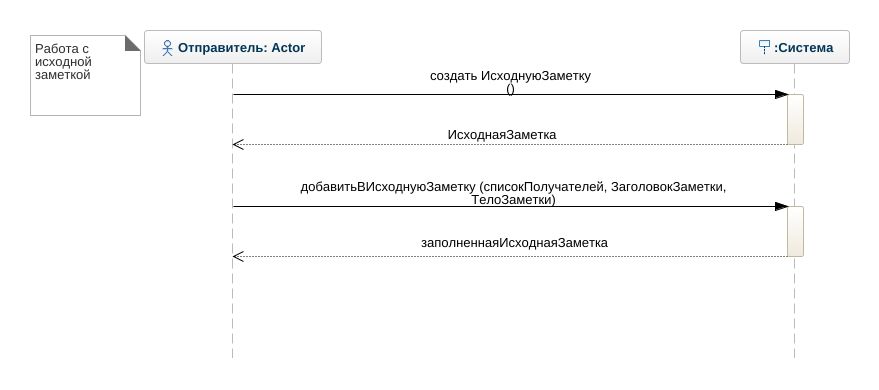 Работа с
исходной
заметкой
Отправитель: Actor
:Система
создать ИсходнуюЗаметку
()
ИсходнаяЗаметка
добавитьВИсходнуюЗаметку (списокПолучателей, ЗаголовокЗаметки,
ТелоЗаметки)
заполненнаяИсходнаяЗаметка